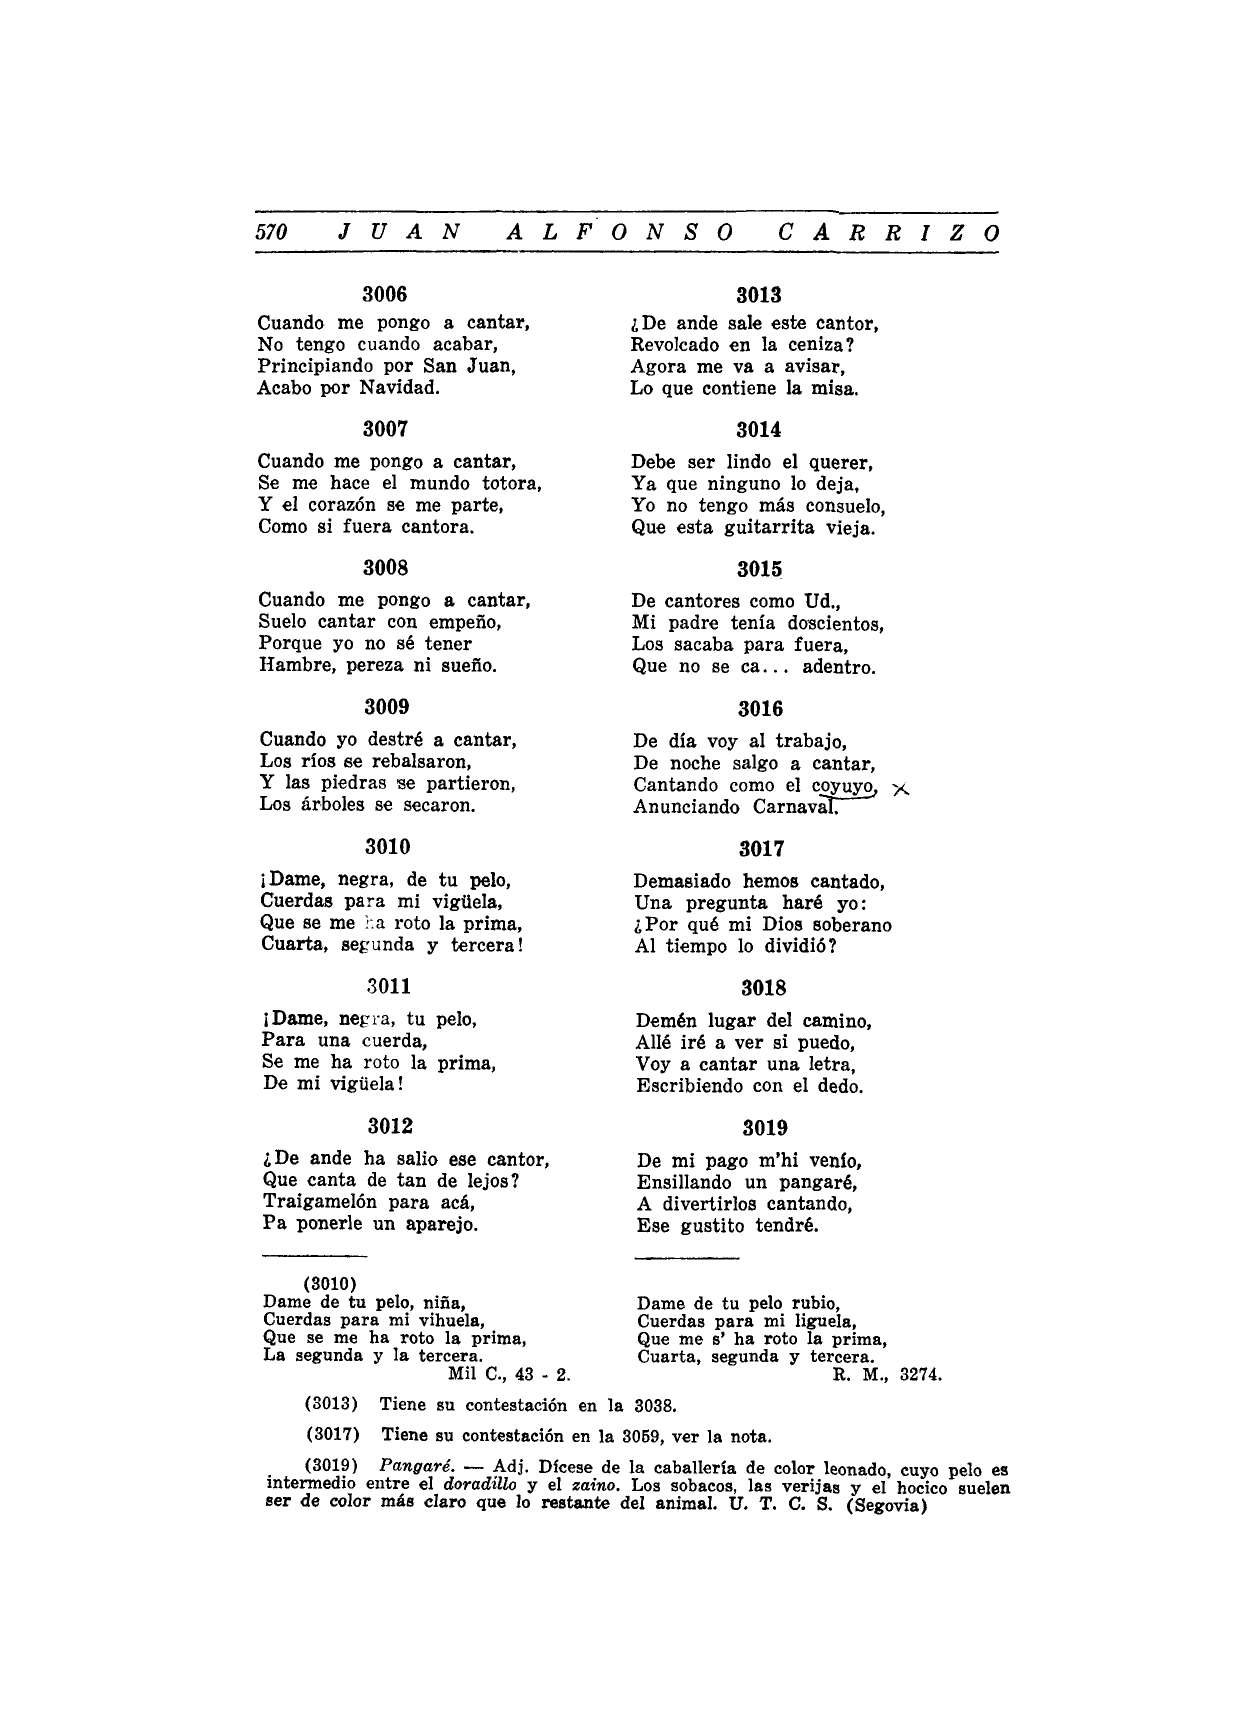 570 JUAN ALFONSO CARRIZO
3006
Cuando me pongo a cantar,
No tengo cuando acabar,
Principiando por San Juan,
Acabo por Navidad.
3007
Cuando me pongo a cantar,
Se me hace el mundo totora,
Y el corazón se me parte,
Como si fuera cantora.
3008
Cuando me pongo a cantar,
Suelo cantar con empeño,
Porque yo no sé tener
Hambre, pereza ni sueño.
3009
Cuando yo destré a cantar,
Los ríos se rebalsaron,
Y las piedras se partieron,
Los árboles se secaron.
3010
¡Dame, negra, de tu pelo,
Cuerdas para mi vigüela,
Que se me ha roto la prima,
Cuarta, segunda y tercera!
3011
¡Dame, negra, tu pelo,
Para una cuerda,
Se me ha roto la prima,
De mi vigüela!
3012
¿De ande ha salio ese cantor,
Que canta de tan de lejos?
Traigamelón para acá,
Pa ponerle un aparejo.
3013
¿De ande sale este cantor,
Revolcado en la ceniza?
Agora me va a avisar,
Lo que contiene la misa.
3014
Debe ser lindo el querer,
Ya que ninguno lo deja,
Yo no tengo más consuelo,
Que esta guitarrita vieja.
3015
De cantores como Ud.,
Mi padre tenía doscientos,
Los sacaba para fuera,
Que no se ca... adentro.
3016
De día voy al trabajo,
De noche salgo a cantar,
Cantando como el coyuyo, x
Anunciando Carnaval.
3017
Demasiado hemos cantado,
Una pregunta haré yo:
¿Por qué mi Dios soberano
Al tiempo lo dividió?
3018
Demén lugar del camino,
Allé iré a ver si puedo,
Voy a cantar una letra,
Escribiendo con el dedo.
3019
De mi pago m'hi venío,
Ensillando un pangaré,
A divertirlos cantando,
Ese gustito tendré.
(3010)
Dame de tu pelo, niña,
Cuerdas para mi vihuela,
Que se me ha roto la prima,
La segunda y la tercera.
Mil C., 43 - 2.
Dame de tu pelo rubio,
Cuerdas para mi liguela,
Que me s' ha roto la prima,
Cuarta, segunda y tercera.
R. M., 3274.
(3013) Tiene su contestación en la 3038.
(3017) Tiene su contestación en la 3059, ver la nota.
(3019) Pangaré. — Adj. Dícese de la caballería de color leonado, cuyo pelo es
intermedio entre el doradillo y el zaino. Los sobacos, las verijas y el hocico suelen
ser de color más claro que lo restante del animal. U. T. C. S. (Segovia)